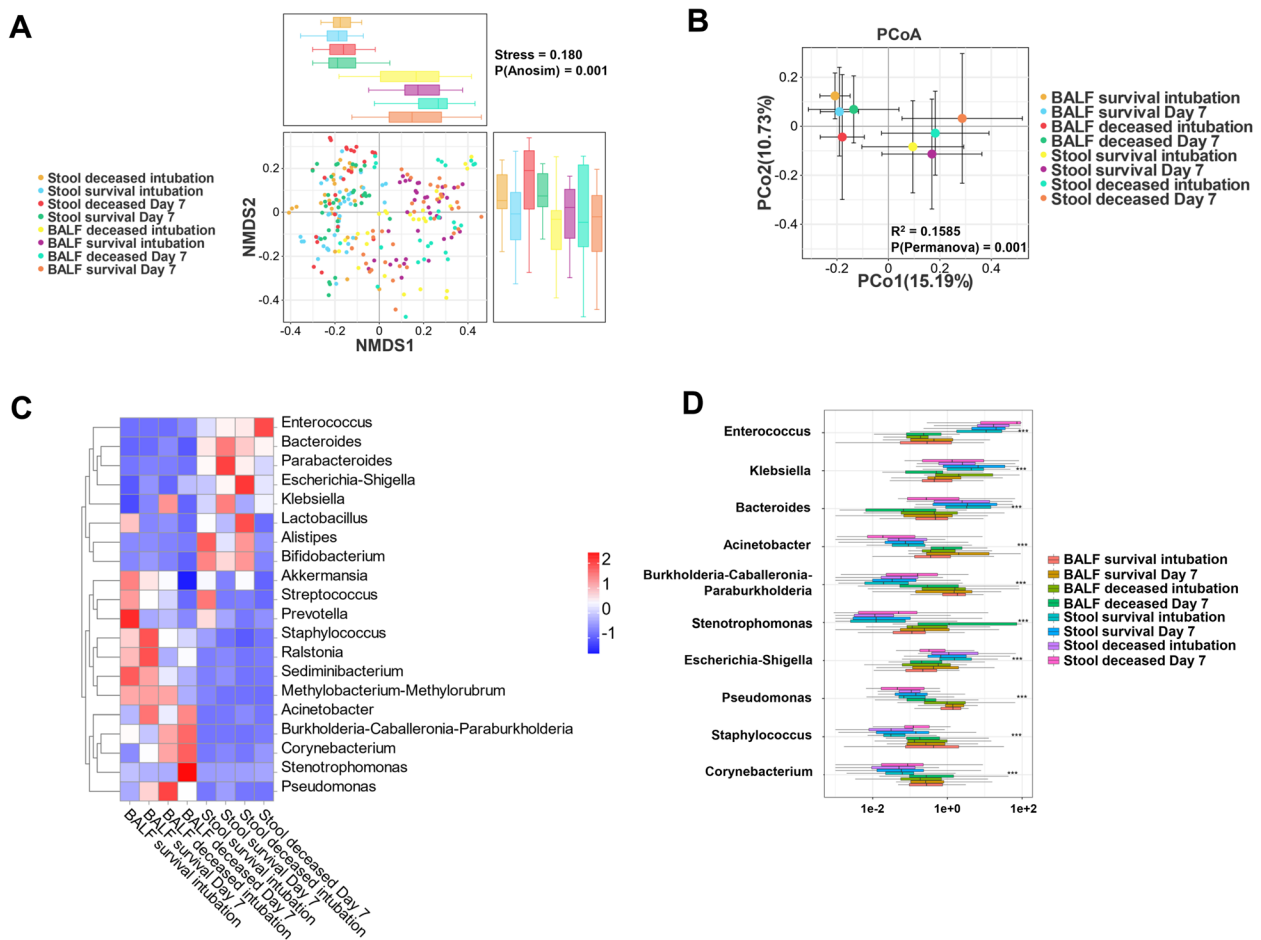 A
Stress = 0.180
P(Anosim) = 0.001
Stool deceased intubation
Stool survival intubation
Stool deceased Day 7
Stool survival Day 7
BALF deceased intubation
BALF survival intubation
BALF deceased Day 7
BALF survival Day 7
NMDS2
0.2
0
-0.2
-0.4
-0.4
-0.2
0
0.2
0.4
NMDS1
B
PCoA
PCo2(10.73%)
0.2
0
-0.2
-0.4
R² = 0.1585
P(Permanova) = 0.001
-0.2
0
0.2
0.4
PCo1(15.19%)
BALF survival intubation
BALF survival Day 7
BALF deceased intubation
BALF deceased Day 7
Stool survival intubation
Stool survival Day 7
Stool deceased intubation
Stool deceased Day 7
C
Enterococcus
Bacteroides
Parabacteroides
Escherichia-Shigella
Klebsiella
Lactobacillus
Alistipes
Bifidobacterium
Akkermansia
Streptococcus
Prevotella
Staphylococcus
Ralstonia
Sediminibacterium
Methylobacterium-Methylorubrum
Acinetobacter
Burkholderia-Caballeronia-Paraburkholderia
Corynebacterium
Stenotrophomonas
Pseudomonas
BALF survival intubation
BALF survival Day 7
BALF deceased intubation
BALF deceased Day 7
Stool survival intubation
Stool survival Day 7
Stool deceased intubation
Stool deceased Day 7
2
1
0
-1
D
Enterococcus
***
Klebsiella
***
Bacteroides
***
Acinetobacter
***
Burkholderia-Caballeronia-
Paraburkholderia
***
Stenotrophomonas
***
Escherichia-Shigella
***
Pseudomonas
***
Staphylococcus
***
Corynebacterium
***
1e-2
1e+0
1e+2
BALF survival intubation
BALF survival Day 7
BALF deceased intubation
BALF deceased Day 7
Stool survival intubation
Stool survival Day 7
Stool deceased intubation
Stool deceased Day 7